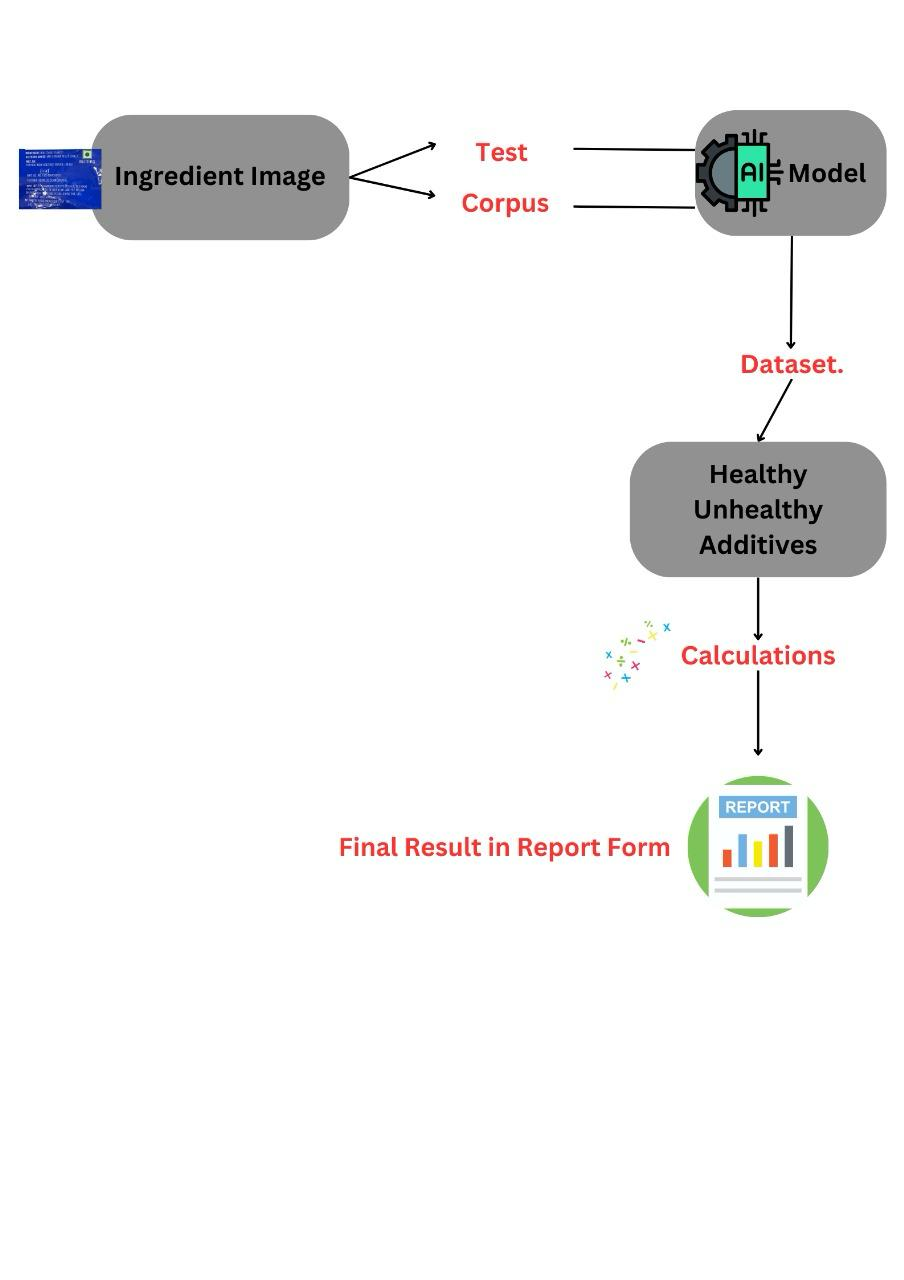 Ingredient Image
Test
Corpus
AI
Model
Dataset.
Healthy
Unhealthy
Additives
Calculations
REPORT
Final Result in Report Form